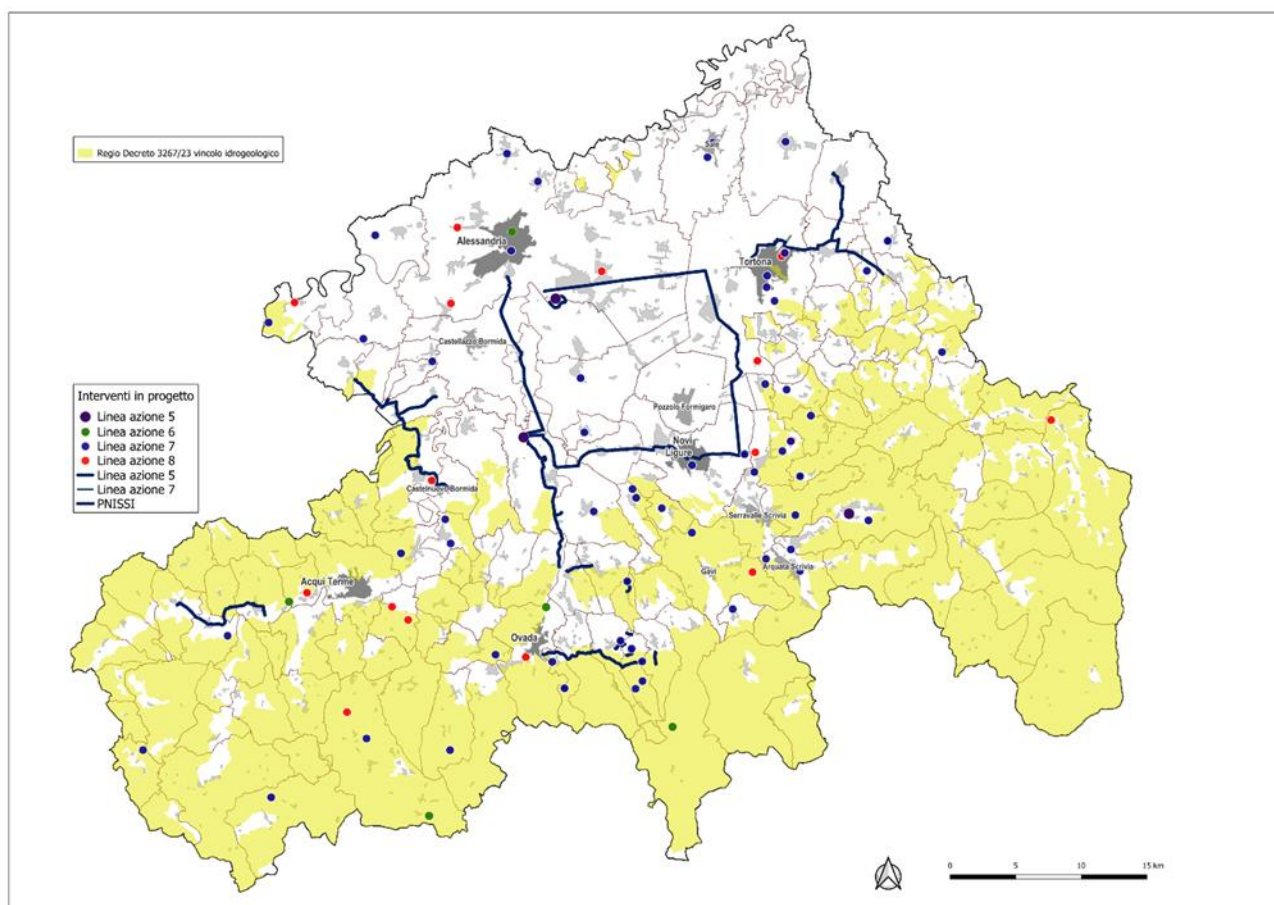 Regio Decreto 3267/23 vincolo idrogeologico
Sale
Alessandria
Tortona
Castellazzo Bormida
Interventi in progetto
Linea azione 5
Linea azione 6
Linea azione 7
Linea azione 8
Linea azione 5
Linea azione 7
PNISSI
Pozzolo Formigaro
Novi
Ligure
Castelnuovo Bormida
Serravalle Scrivia
Gavi
Arquata Scrivia
Acqui Terme
Ovada
0 5 10 15 km